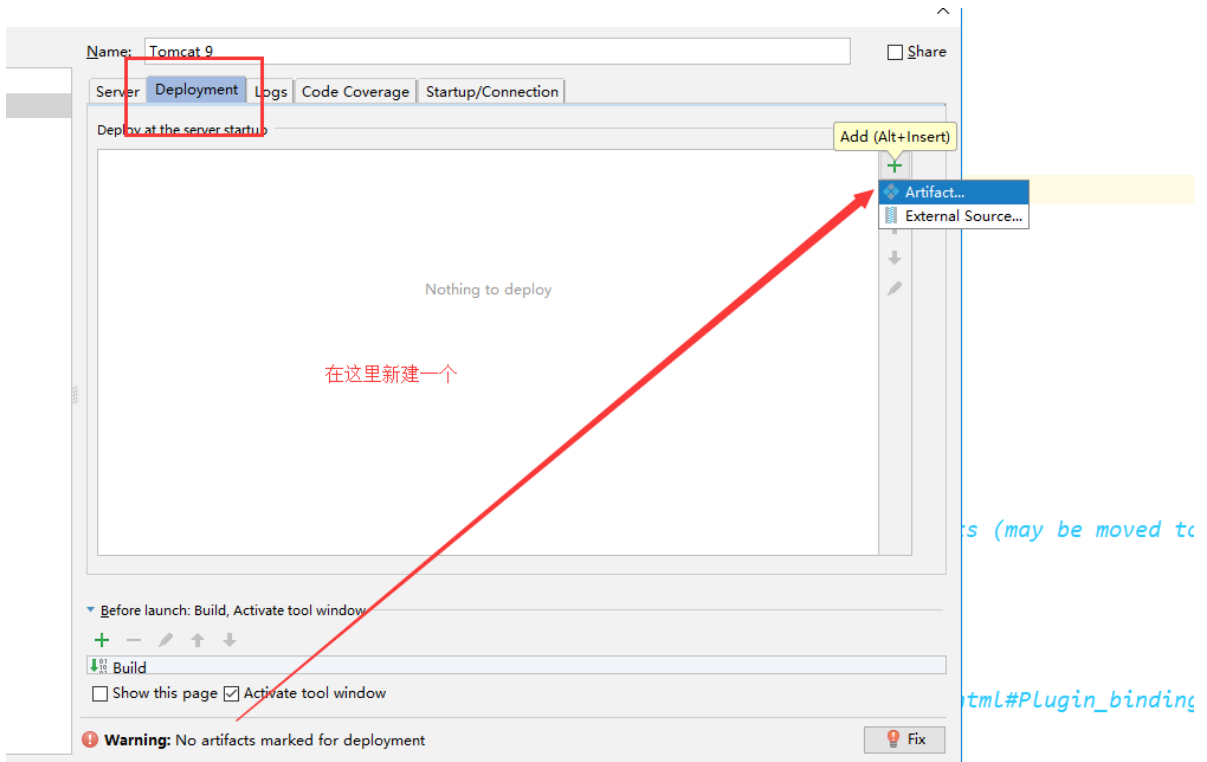 Name: Tomcat 9 Share
Server Deployment Logs Code Coverage Startup/Connection
Deploy at the server startup
Add (Alt+Insert)
Artifact...
External Source...
Nothing to deploy
在这里新建一个
ts (may be moved to
Before launch: Build, Activate tool window
Build
Show this page Activate tool window
html#Plugin_binding
Warning: No artifacts marked for deployment Fix